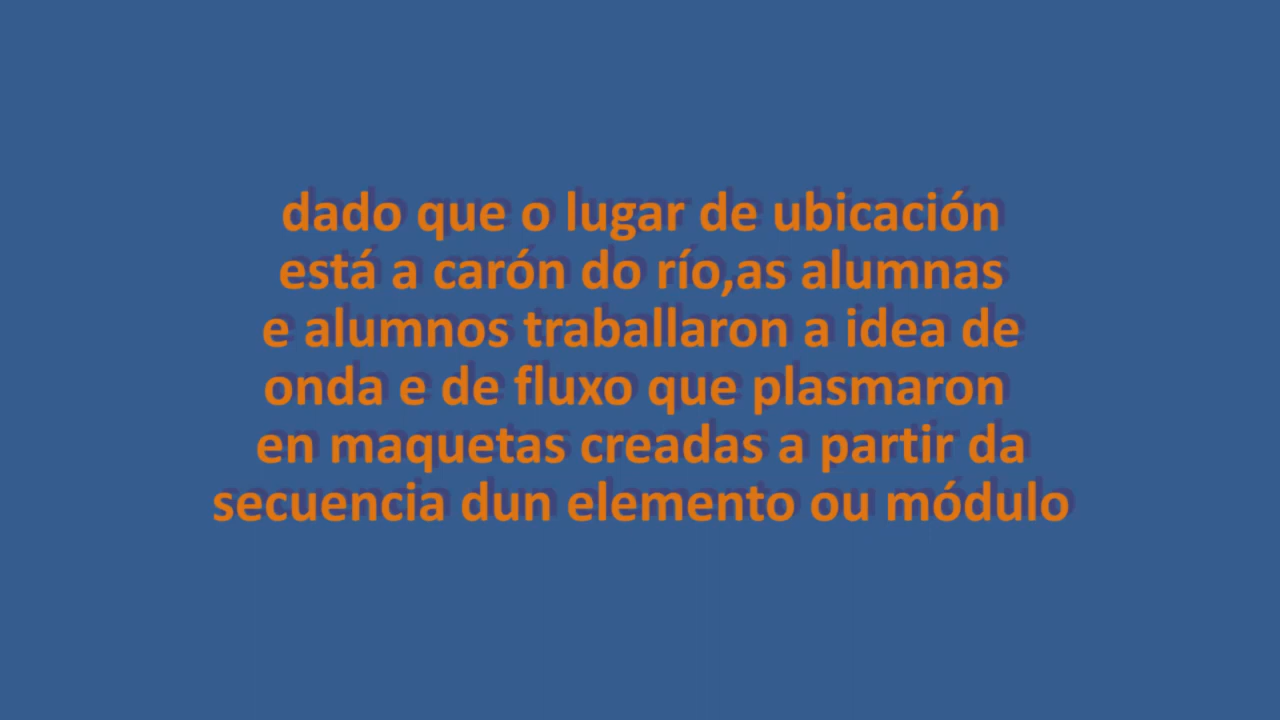 dado que o lugar de ubicación
está a carón do río,as alumnas
e alumnos traballaron a idea de
onda e de fluxo que plasmaron
en maquetas creadas a partir da
secuencia dun elemento ou módulo